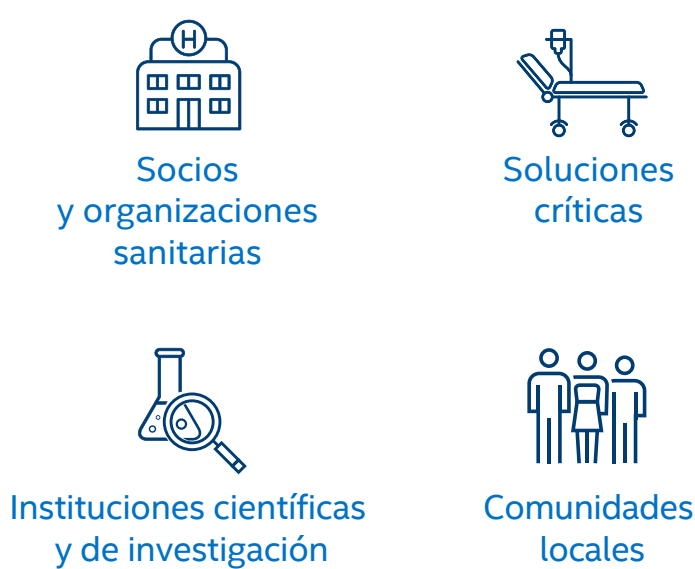 H
Socios
y organizaciones
sanitarias
Soluciones
críticas
Instituciones científicas
y de investigación
Comunidades
locales